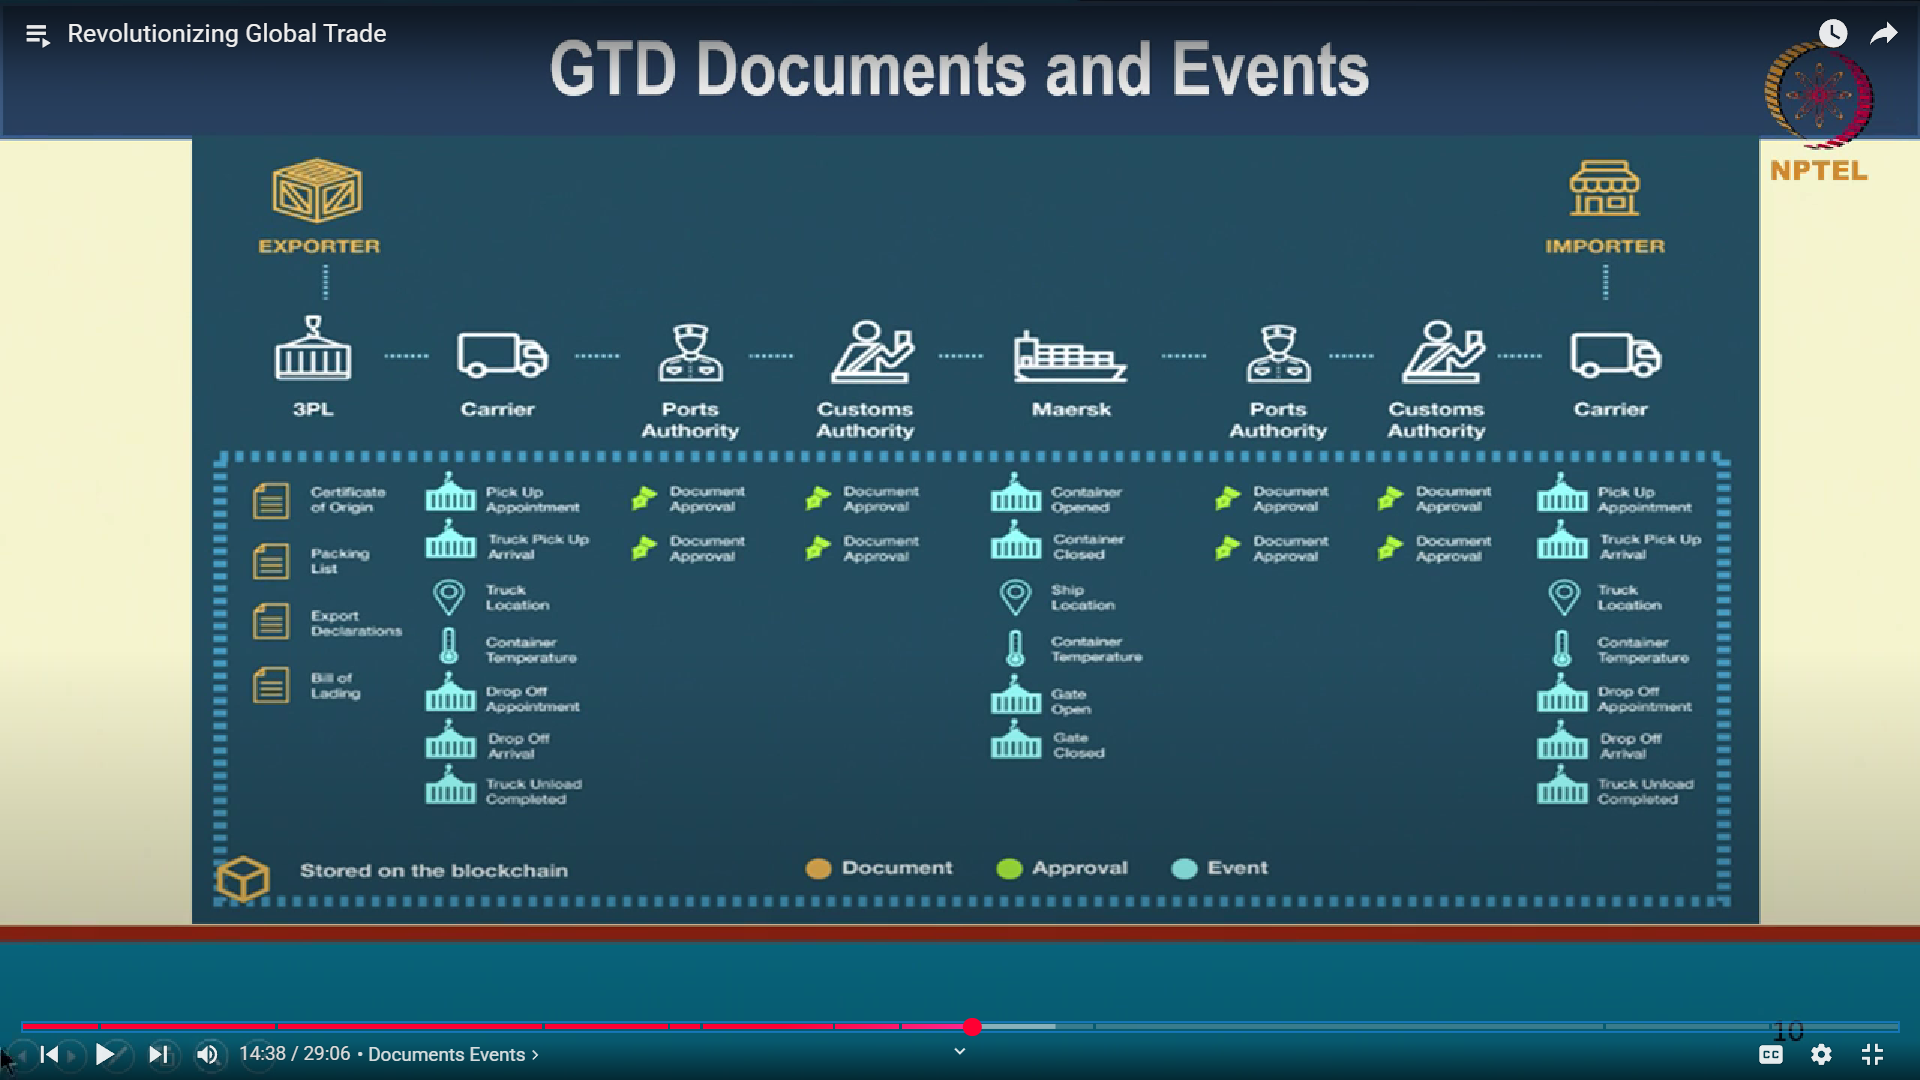 Revolutionizing Global Trade
GTD Documents and Events
NPTEL
EXPORTER
IMPORTER
3PL
Carrier
Ports
Authority
Customs
Authority
Maersk
Ports
Authority
Customs
Authority
Carrier
Certificate
of Origin
Packing
List
Export
Declarations
Bill of
Lading
Pick Up
Appointment
Truck Pick Up
Arrival
Truck
Location
Container
Temperature
Drop Off
Appointment
Drop Off
Arrival
Truck Unload
Completed
Document
Approval
Document
Approval
Document
Approval
Document
Approval
Container
Opened
Container
Closed
Ship
Location
Container
Temperature
Gate
Open
Gate
Closed
Document
Approval
Document
Approval
Document
Approval
Document
Approval
Pick Up
Appointment
Truck Pick Up
Arrival
Truck
Location
Container
Temperature
Drop Off
Appointment
Drop Off
Arrival
Truck Unload
Completed
Stored on the blockchain
Document
Approval
Event
10
14:38 / 29:06 • Documents Events ›
CC